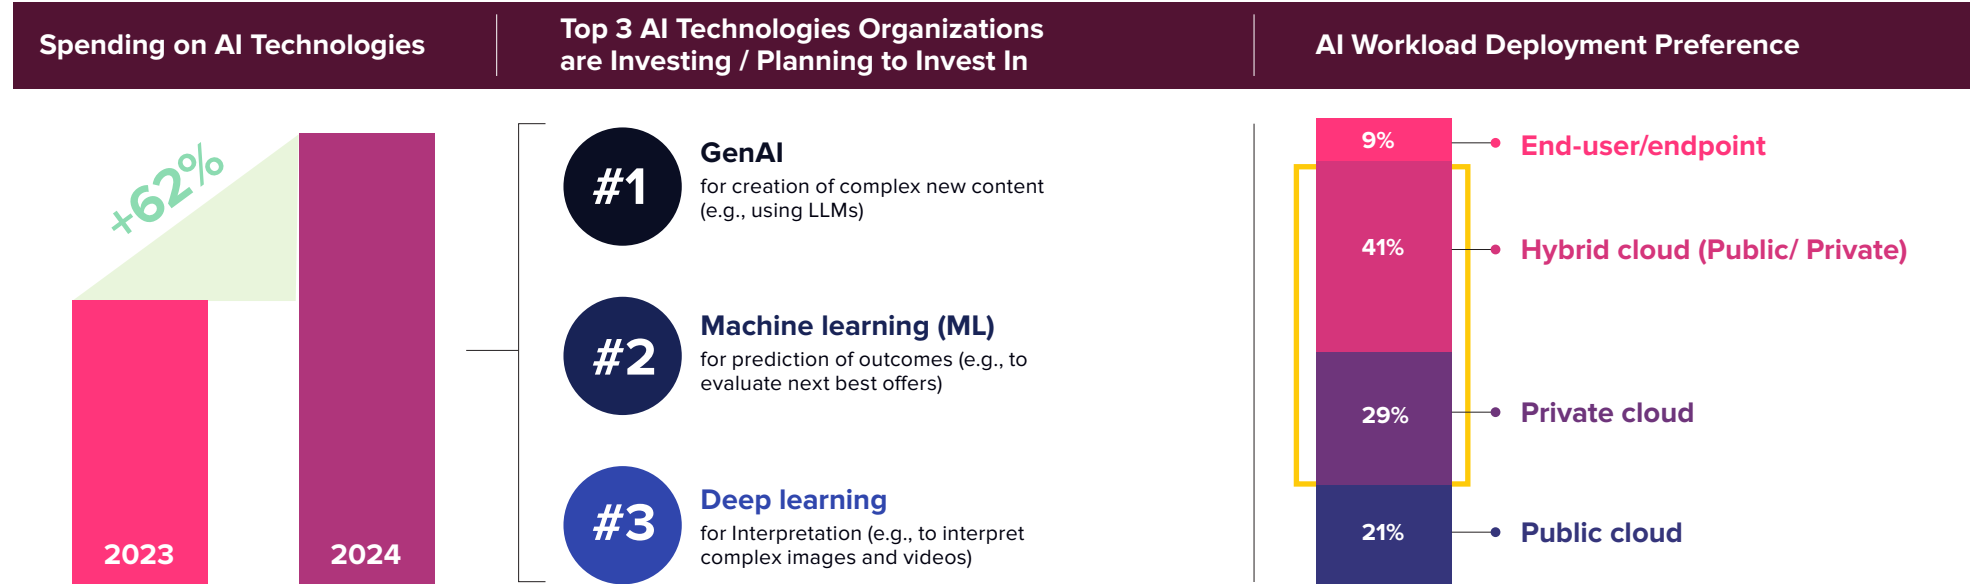 Spending on AI Technologies
Top 3 AI Technologies Organizations
are Investing / Planning to Invest In
AI Workload Deployment Preference
+62%
2023
2024
#1
GenAI
for creation of complex new content
(e.g., using LLMs)
#2
Machine learning (ML)
for prediction of outcomes (e.g., to
evaluate next best offers)
#3
Deep learning
for Interpretation (e.g., to interpret
complex images and videos)
9%
End-user/endpoint
41%
Hybrid cloud (Public/ Private)
29%
Private cloud
21%
Public cloud